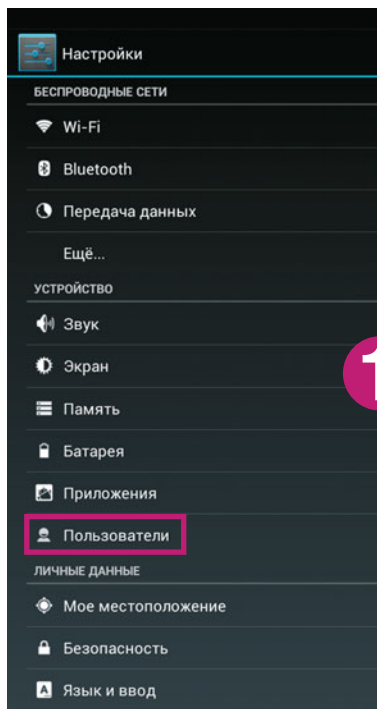 Настройки
БЕСПРОВОДНЫЕ СЕТИ
Wi-Fi
Bluetooth
Передача данных
Ещё...
УСТРОЙСТВО
Звук
Экран
1
Память
Батарея
Приложения
Пользователи
ЛИЧНЫЕ ДАННЫЕ
Мое местоположение
Безопасность
A Язык и ввод